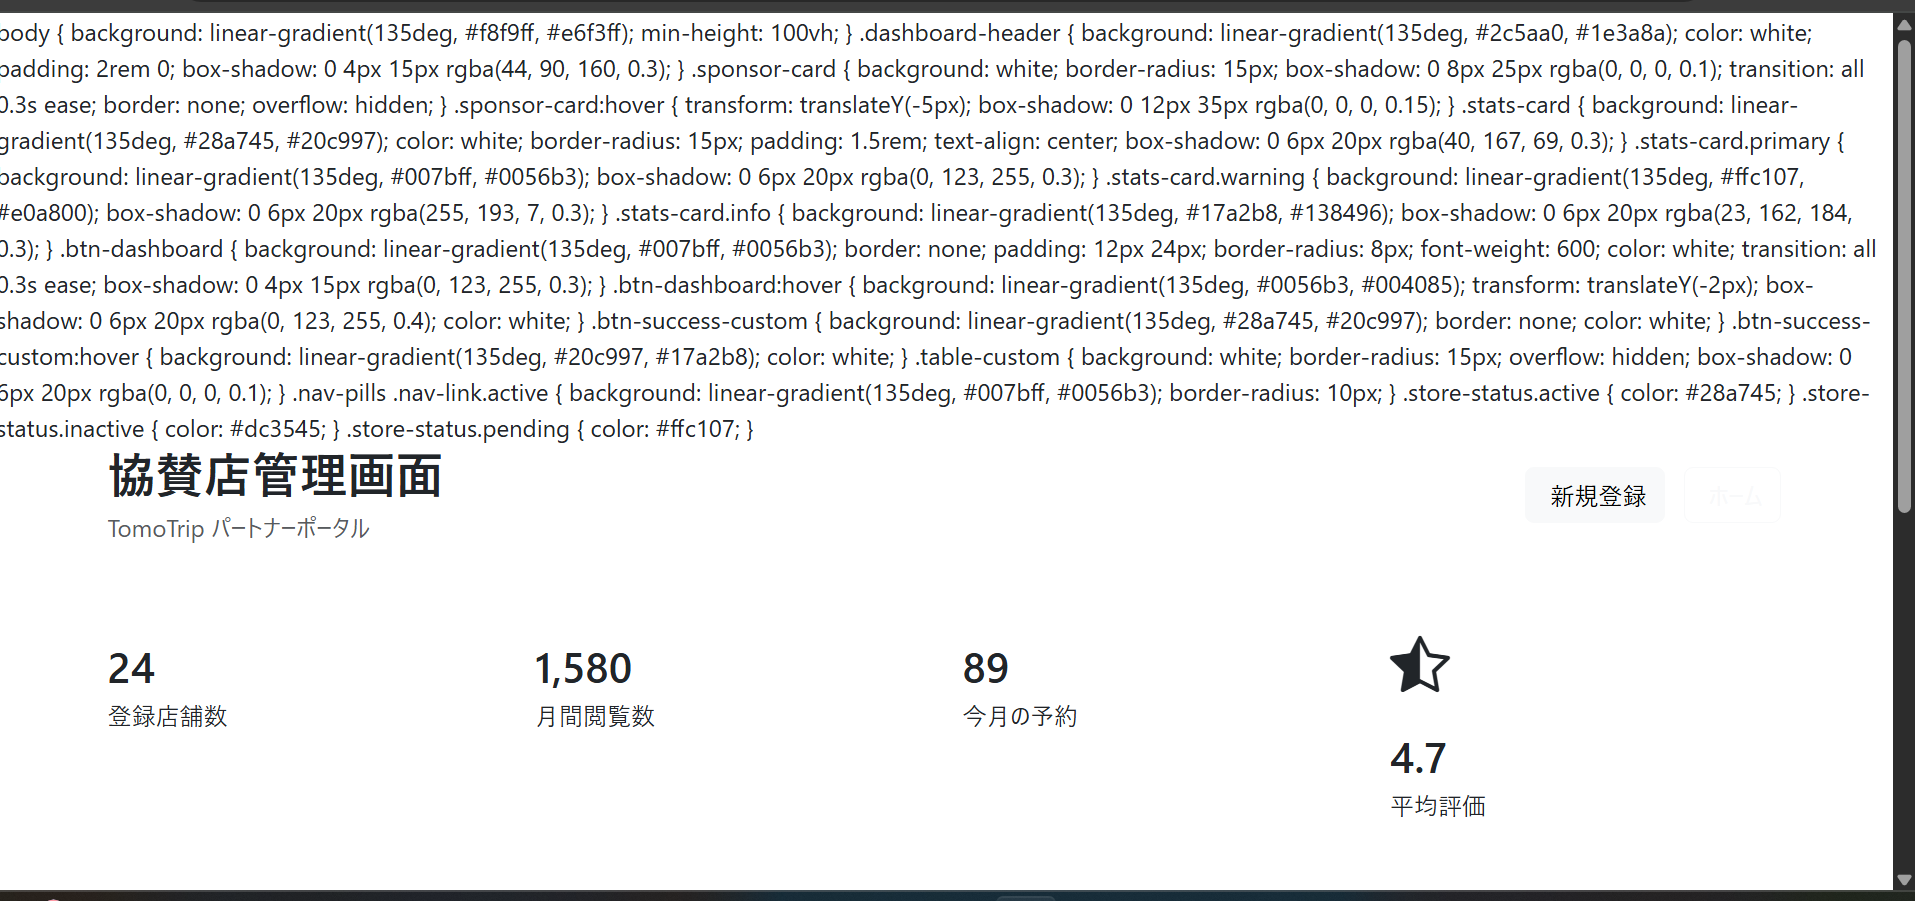 body { background: linear-gradient(135deg, #f8f9ff, #e6f3ff); min-height: 100vh; } .dashboard-header { background: linear-gradient(135deg, #2c5aa0, #1e3a8a); color: white;
padding: 2rem 0; box-shadow: 0 4px 15px rgba(44, 90, 160, 0.3); } .sponsor-card { background: white; border-radius: 15px; box-shadow: 0 8px 25px rgba(0, 0, 0, 0.1); transition: all
0.3s ease; border: none; overflow: hidden; } .sponsor-card:hover { transform: translateY(-5px); box-shadow: 0 12px 35px rgba(0, 0, 0, 0.15); } .stats-card { background: linear-
gradient(135deg, #28a745, #20c997); color: white; border-radius: 15px; padding: 1.5rem; text-align: center; box-shadow: 0 6px 20px rgba(40, 167, 69, 0.3); } .stats-card.primary {
background: linear-gradient(135deg, #007bff, #0056b3); box-shadow: 0 6px 20px rgba(0, 123, 255, 0.3); } .stats-card.warning { background: linear-gradient(135deg, #ffc107,
#e0a800); box-shadow: 0 6px 20px rgba(255, 193, 7, 0.3); } .stats-card.info { background: linear-gradient(135deg, #17a2b8, #138496); box-shadow: 0 6px 20px rgba(23, 162, 184,
0.3); } .btn-dashboard { background: linear-gradient(135deg, #007bff, #0056b3); border: none; padding: 12px 24px; border-radius: 8px; font-weight: 600; color: white; transition: all
0.3s ease; box-shadow: 0 4px 15px rgba(0, 123, 255, 0.3); } .btn-dashboard:hover { background: linear-gradient(135deg, #0056b3, #004085); transform: translateY(-2px); box-
shadow: 0 6px 20px rgba(0, 123, 255, 0.4); color: white; } .btn-success-custom { background: linear-gradient(135deg, #28a745, #20c997); border: none; color: white; } .btn-success-
custom:hover { background: linear-gradient(135deg, #20c997, #17a2b8); color: white; } .table-custom { background: white; border-radius: 15px; overflow: hidden; box-shadow: 0
6px 20px rgba(0, 0, 0, 0.1); } .nav-pills .nav-link.active { background: linear-gradient(135deg, #007bff, #0056b3); border-radius: 10px; } .store-status.active { color: #28a745; } .store-
status.inactive { color: #dc3545; } .store-status.pending { color: #ffc107; }
協賛店管理画面
新規登録
ホーム
TomoTrip パートナーポータル
24
登録店舗数
1,580
月間閲覧数
89
今月の予約
4.7
平均評価